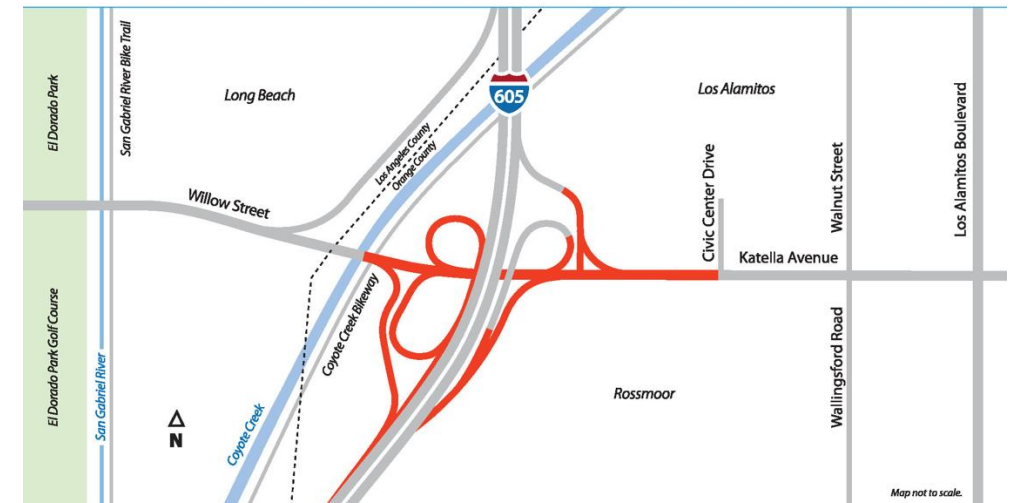 El Dorado Park
San Gabriel River Bike Trail
Long Beach
605
Los Alamitos
Los Angeles County
Orange County
Willow Street
Civic Center Drive
Walnut Street
Los Alamitos Boulevard
Katella Avenue
El Dorado Park Golf Course
San Gabriel River
Coyote Creek
Coyote Creek Bikeway
Wallingsford Road
Rossmoor
N
Map not to scale.